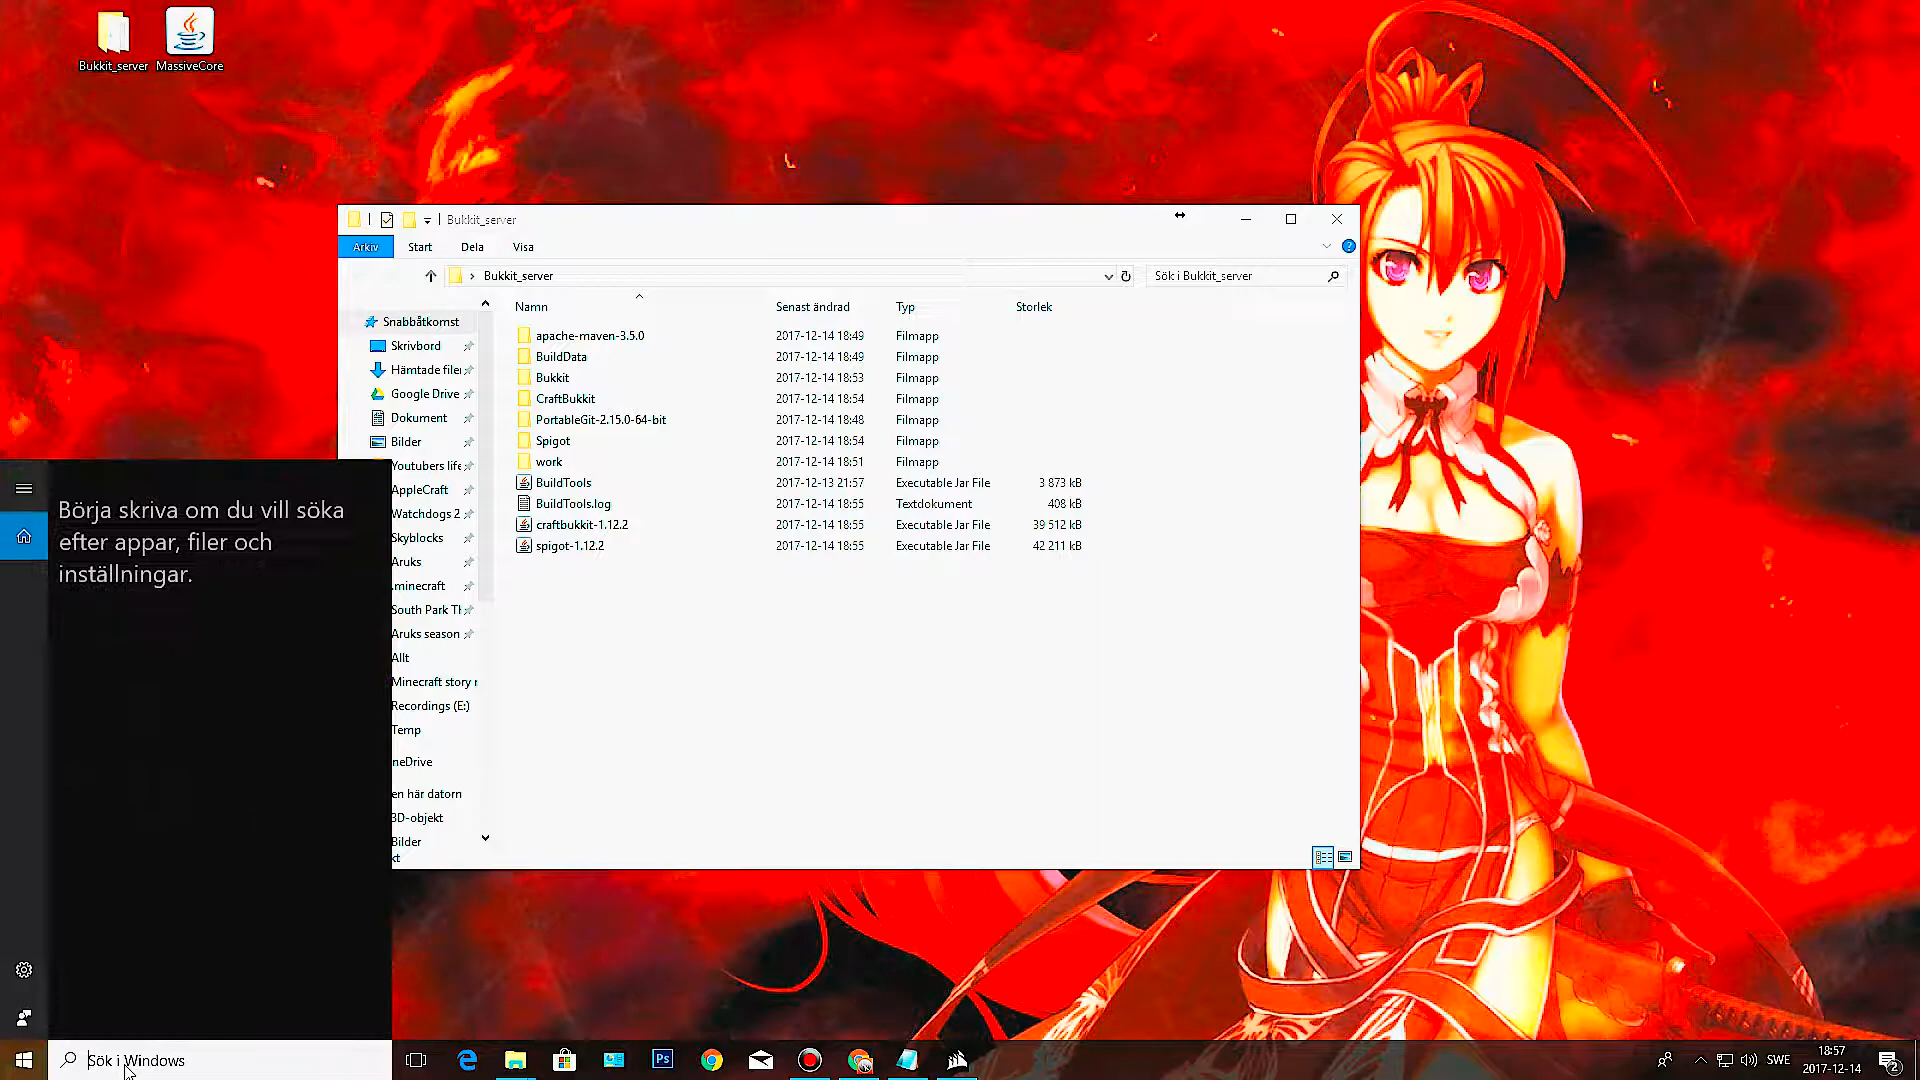 Bukkit_server
MassiveCore
Bukkit_server
Arkiv Start Dela Visa
Bukkit_server
Sök i Bukkit_server
Namn Senast ändrad Typ Storlek
apache-maven-3.5.0 2017-12-14 18:49 Filmapp
BuildData 2017-12-14 18:49 Filmapp
Bukkit 2017-12-14 18:53 Filmapp
CraftBukkit 2017-12-14 18:54 Filmapp
PortableGit-2.15.0-64-bit 2017-12-14 18:48 Filmapp
Spigot 2017-12-14 18:54 Filmapp
work 2017-12-14 18:51 Filmapp
BuildTools 2017-12-13 21:57 Executable Jar File 3 873 kB
BuildTools.log 2017-12-14 18:55 Textdokument 408 kB
craftbukkit-1.12.2 2017-12-14 18:55 Executable Jar File 39 512 kB
spigot-1.12.2 2017-12-14 18:55 Executable Jar File 42 211 kB
Snabbåtkomst
Skrivbord
Hämtade filer
Google Drive
Dokument
Bilder
Youtubers life
AppleCraft
Watchdogs 2
Skyblocks
Aruks
.minecraft
South Park Th
Aruks season
Allt
Minecraft story r
Recordings (E:)
Temp
neDrive
en här datorn
3D-objekt
Bilder
kt
Börja skriva om du vill söka
efter appar, filer och
inställningar.
Sök i Windows
Ps
SWE
18:57
2017-12-14
2